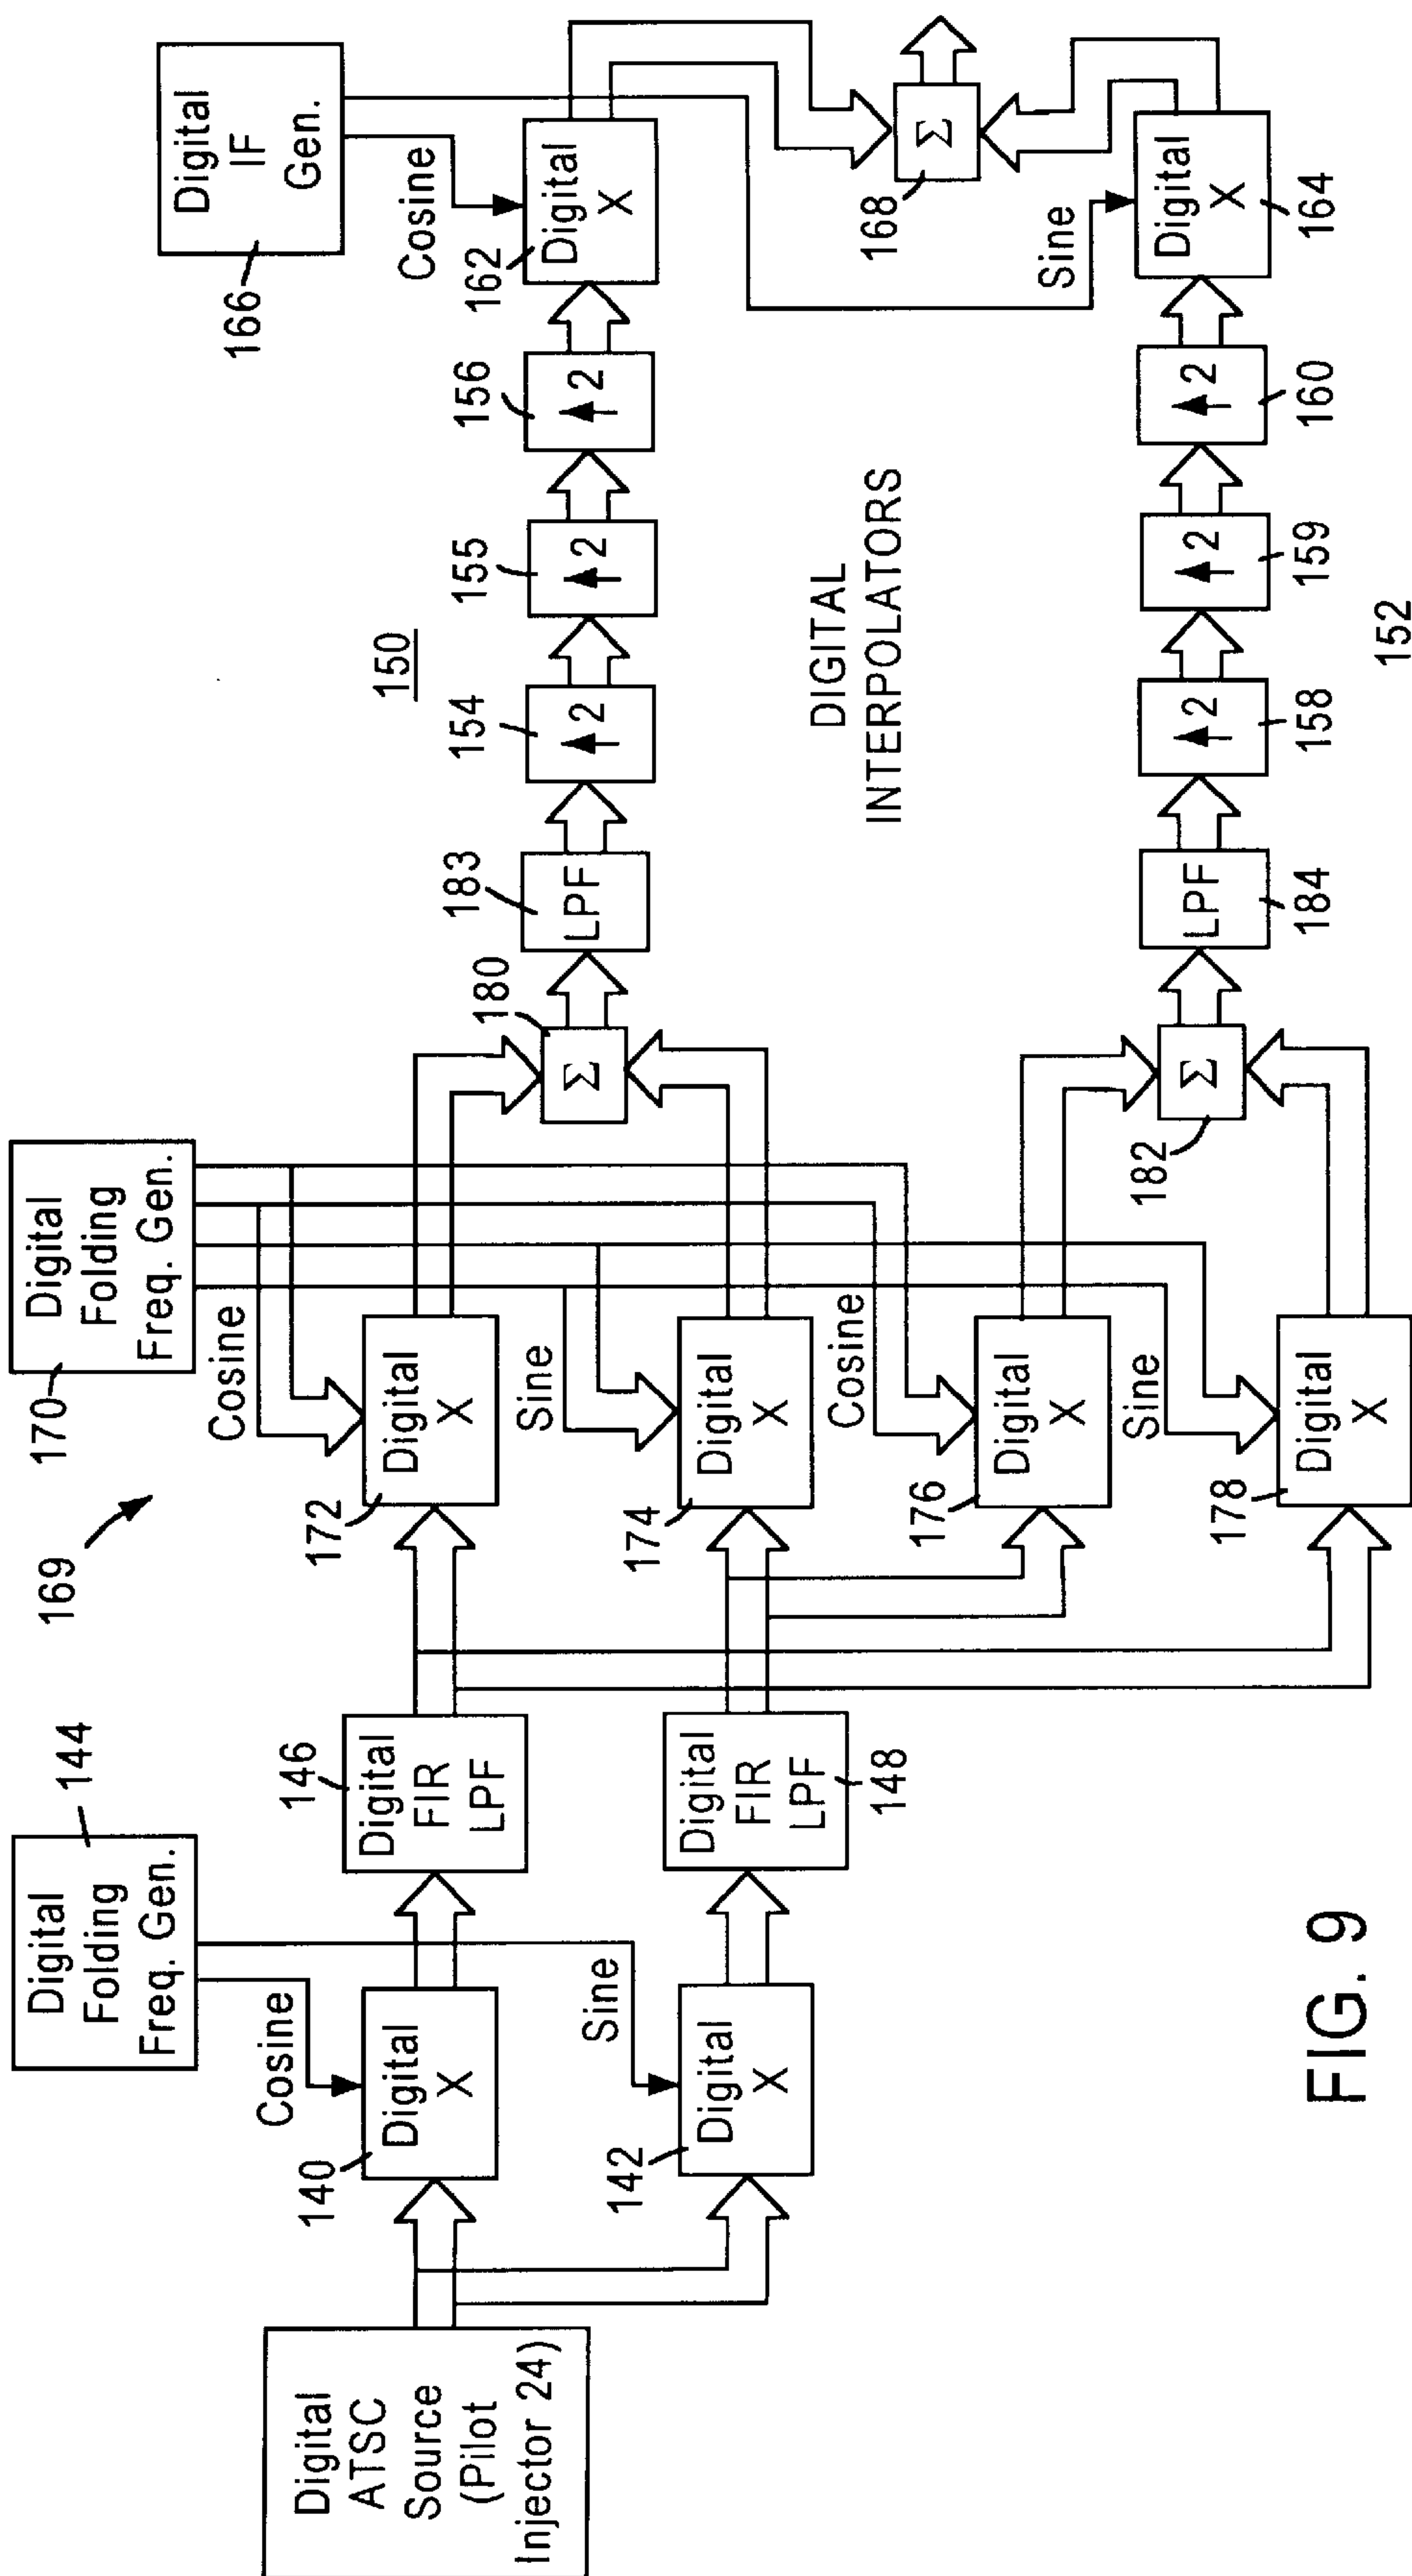 Digital
ATSC
Source
(Pilot
Injector 24)
Digital
Folding
Freq. Gen.
144
Cosine
Sine
140
Digital
X
142
Digital
X
146
Digital
FIR
LPF
Digital
FIR
LPF
148
169
170
Digital
Folding
Freq. Gen.
Cosine
Sine
Cosine
Sine
172
Digital
X
174
Digital
X
176
Digital
X
178
Digital
X
180
Σ
182
Σ
183
LPF
LPF
184
150
154
2
155
2
156
2
DIGITAL
INTERPOLATORS
2
158
2
159
2
160
152
166
Digital
IF
Gen.
Cosine
162
Digital
X
Sine
Digital
X
164
168
Σ
FIG. 9